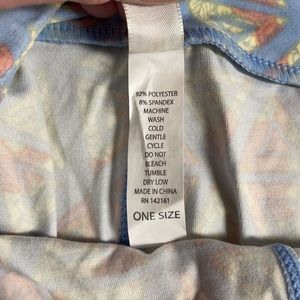 92% POLYESTER
8% SPANDEX
MACHINE
WASH
COLD
GENTLE
CYCLE
DO NOT
BLEACH
TUMBLE
DRY LOW
MADE IN CHINA
RN 142161
ONE SIZE